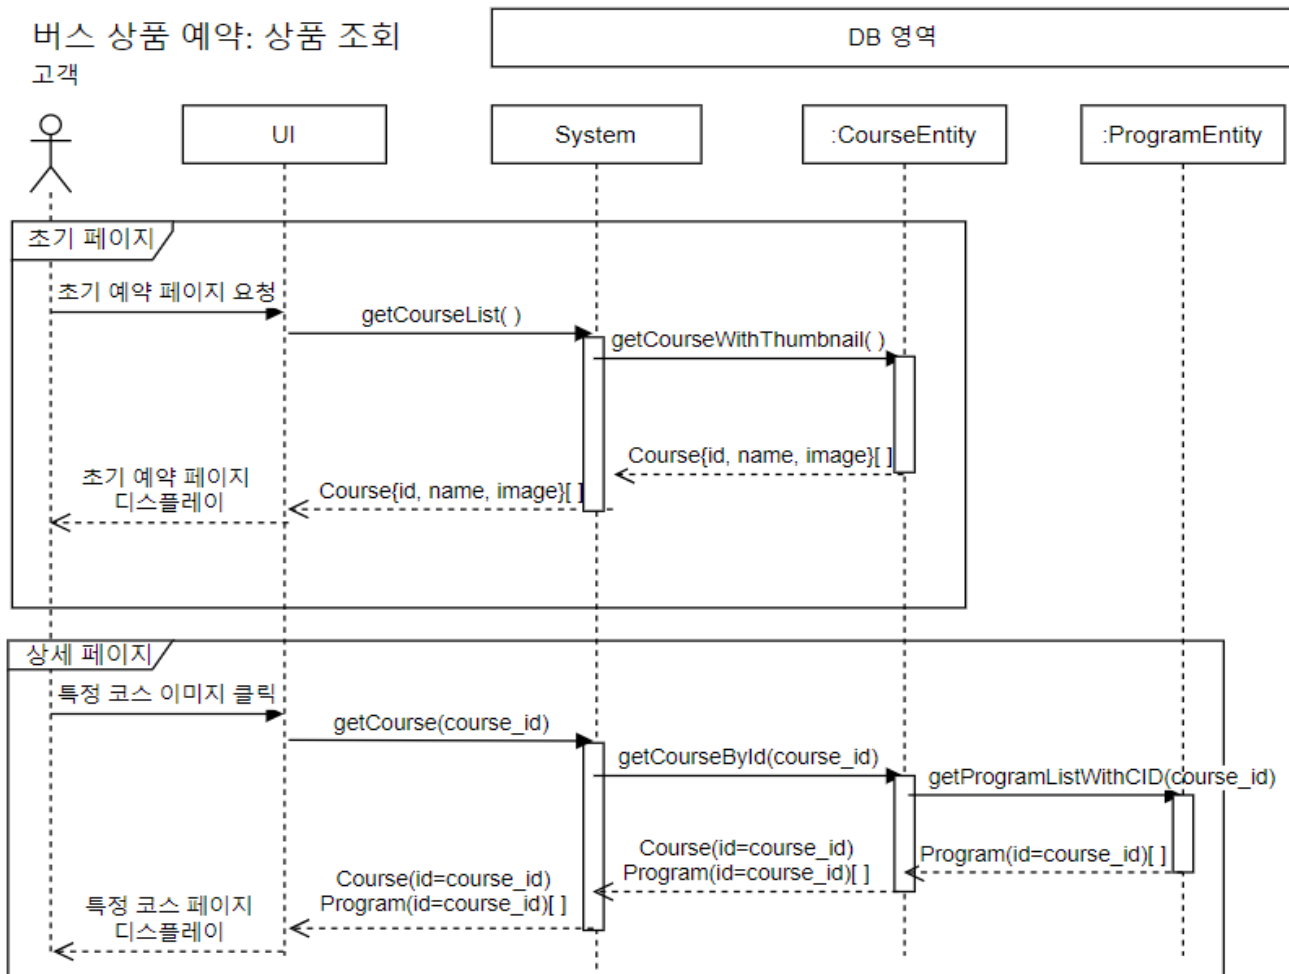 버스 상품 예약: 상품 조회
DB 영역
고객
UI
System
:CourseEntity
:ProgramEntity
초기 페이지
초기 예약 페이지 요청
getCourseList( )
getCourseWithThumbnail( )
Course{id, name, image}[ ]
Course{id, name, image}[ ]
초기 예약 페이지
디스플레이
상세 페이지
특정 코스 이미지 클릭
getCourse(course_id)
getCourseById(course_id)
getProgramListWithCID(course_id)
Program(id=course_id)[ ]
Course(id=course_id)
Program(id=course_id)[ ]
Course(id=course_id)
Program(id=course_id)[ ]
특정 코스 페이지
디스플레이